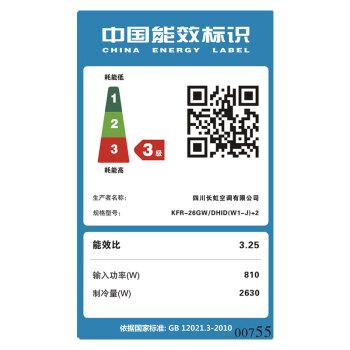 中国能效标识
CHINA ENERGY LABEL
耗能低
1
2
3
3级
耗能高
生产者名称: 四川长虹空调有限公司
规格型号: KFR-26GW/DHID(W1-J)+2
能效比 3.25
输入功率(W) 810
制冷量(W) 2630
依据国家标准: GB 12021.3-2010
00755